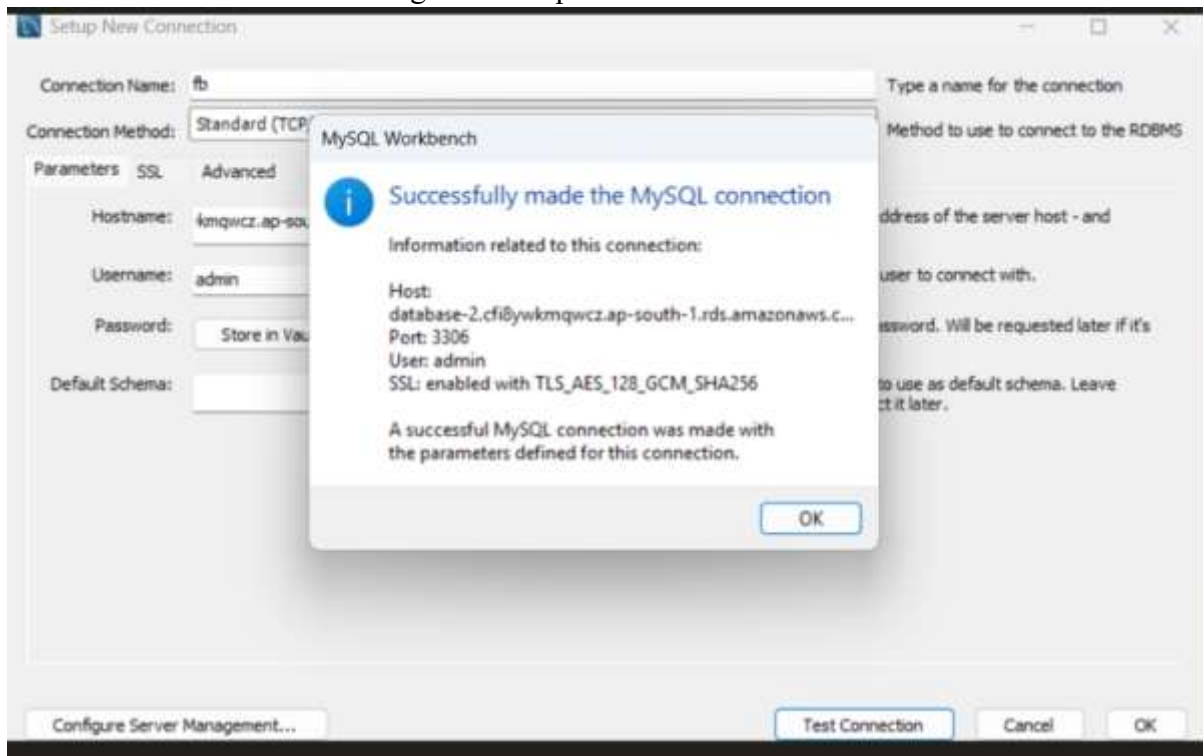 Setup New Connection
Connection Name: fb Type a name for the connection
Connection Method: Standard (TCP Method to use to connect to the RDBMS
Parameters SSL Advanced
MySQL Workbench
Successfully made the MySQL connection
Information related to this connection:
Host:
database-2.cfi8ywkmqwcz.ap-south-1.rds.amazonaws.c...
Port: 3306
User: admin
SSL: enabled with TLS_AES_128_GCM_SHA256
A successful MySQL connection was made with
the parameters defined for this connection.
OK
Hostname: kmqwcz.ap-sou ddress of the server host - and
Username: admin user to connect with.
Password: Store in Vau ssword. Will be requested later if it's
Default Schema: to use as default schema. Leave
ct it later.
Configure Server Management... Test Connection Cancel OK